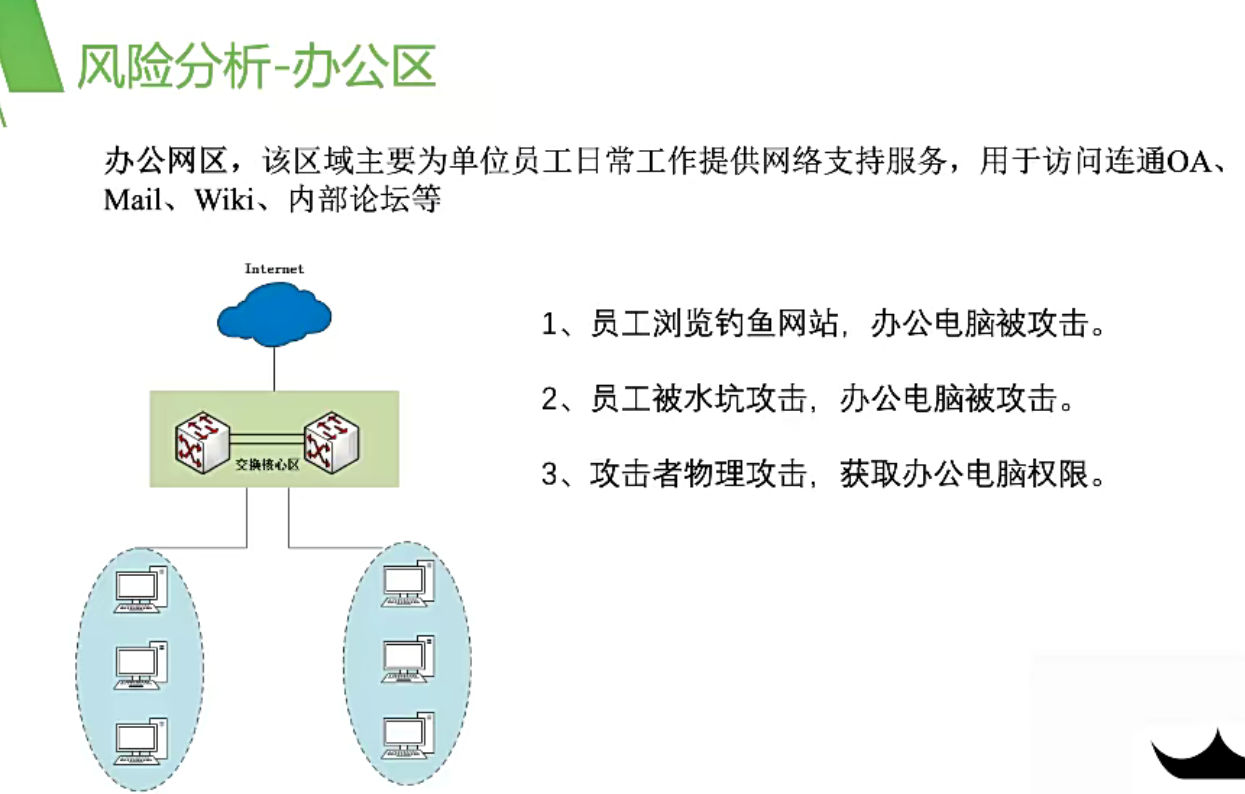 风险分析-办公区
办公网区，该区域主要为单位员工日常工作提供网络支持服务，用于访问连通OA、
Mail、Wiki、内部论坛等
Internet
1、员工浏览钓鱼网站，办公电脑被攻击。
2、员工被水坑攻击，办公电脑被攻击。
交换核心区
3、攻击者物理攻击，获取办公电脑权限。